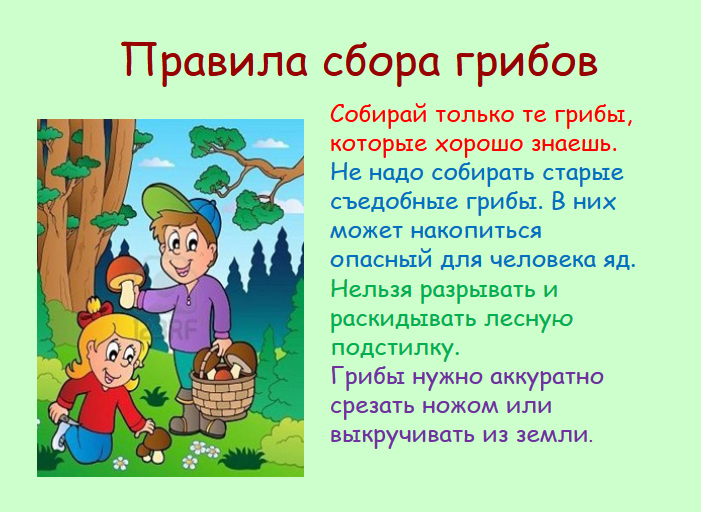 Правила сбора грибов
Собирай только те грибы,
которые хорошо знаешь.
Не надо собирать старые
съедобные грибы. В них
может накопиться
опасный для человека яд.
Нельзя разрывать и
раскидывать лесную
подстилку.
Грибы нужно аккуратно
срезать ножом или
выкручивать из земли.